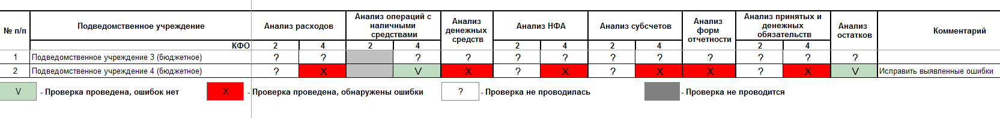 № п/п Подведомственное учреждение Анализ расходов Анализ операций с наличными средствами Анализ денежных средств Анализ НФА Анализ субсчетов Анализ форм отчетности Анализ принятых и денежных обязательств Анализ остатков Комментарий
КФО 2 4 2 4 2 4 2 4 2 4
1 Подведомственное учреждение 3 (бюджетное) ? ? ? ? ? ? ? ? ? ? ? ?
2 Подведомственное учреждение 4 (бюджетное) ? X V X ? X ? X X ? X V Исправить выявленные ошибки
V - Проверка проведена, ошибок нет X - Проверка проведена, обнаружены ошибки ? - Проверка не проводилась - Проверка не проводится